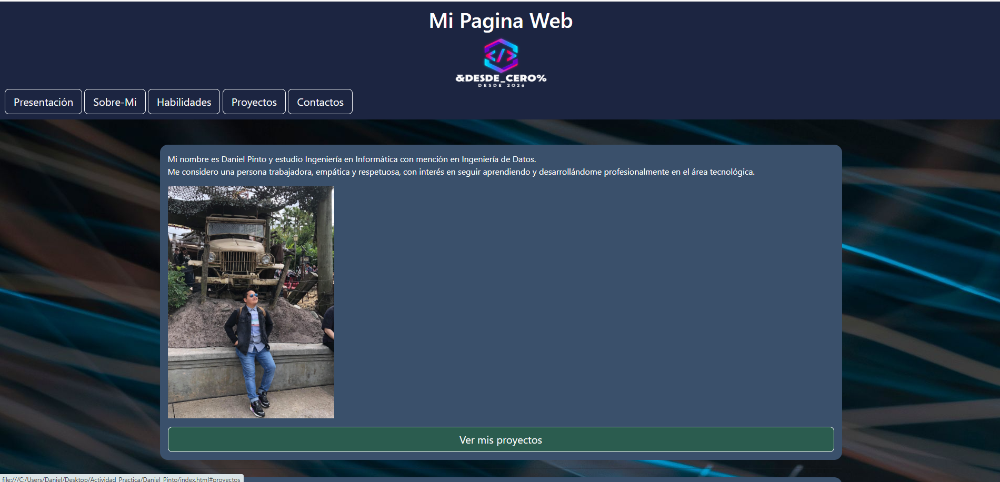 Mi Pagina Web
</>
&DESDE_CERO%
DESDE 2026
Presentación Sobre-Mi Habilidades Proyectos Contactos
Mi nombre es Daniel Pinto y estudio Ingeniería en Informática con mención en Ingeniería de Datos.
Me considero una persona trabajadora, empática y respetuosa, con interés en seguir aprendiendo y desarrollándome profesionalmente en el área tecnológica.
Ver mis proyectos
file:///C:/Users/Daniel/Desktop/Actividad_Practica/Daniel_Pinto/index.html#proyectos